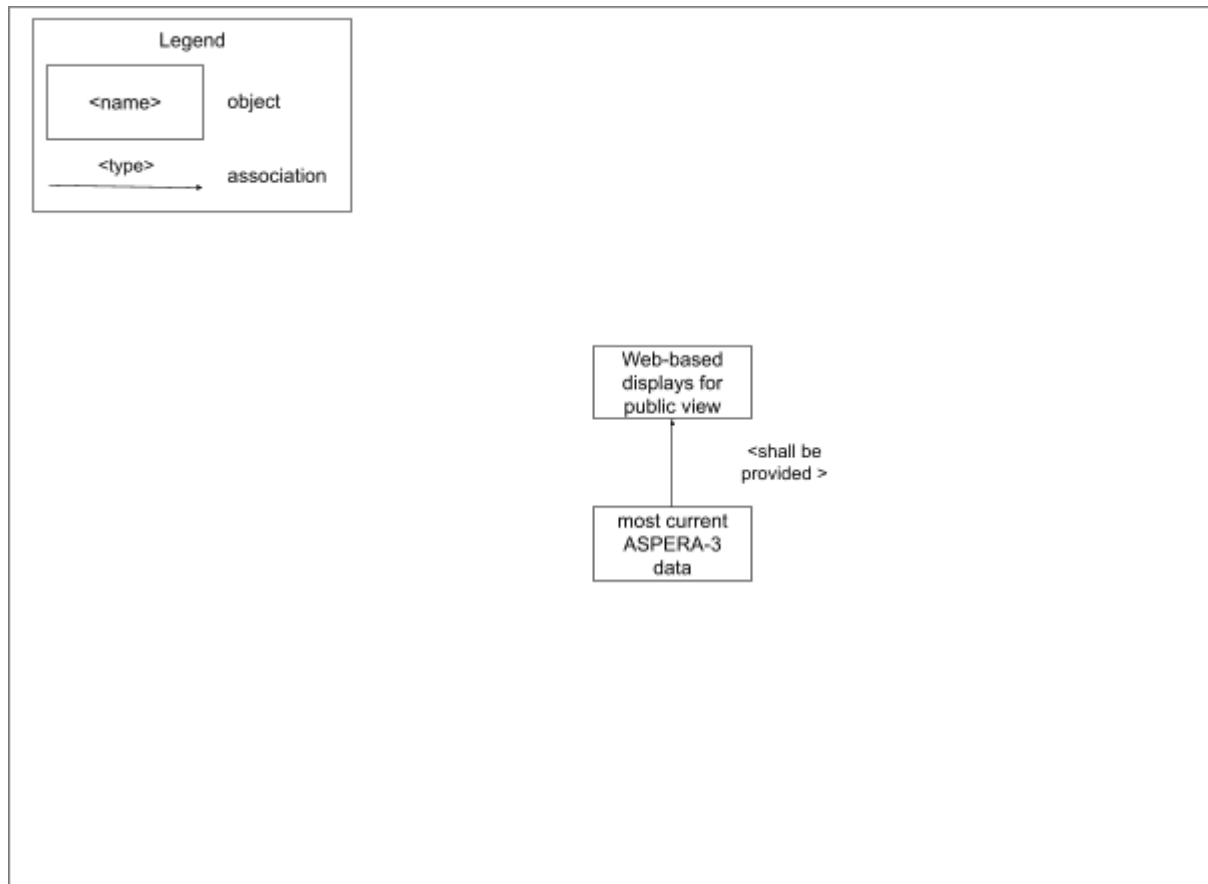 Legend
<name>
object
<type>
association
Web-based
displays for
public view
<shall be
provided >
most current
ASPERA-3
data